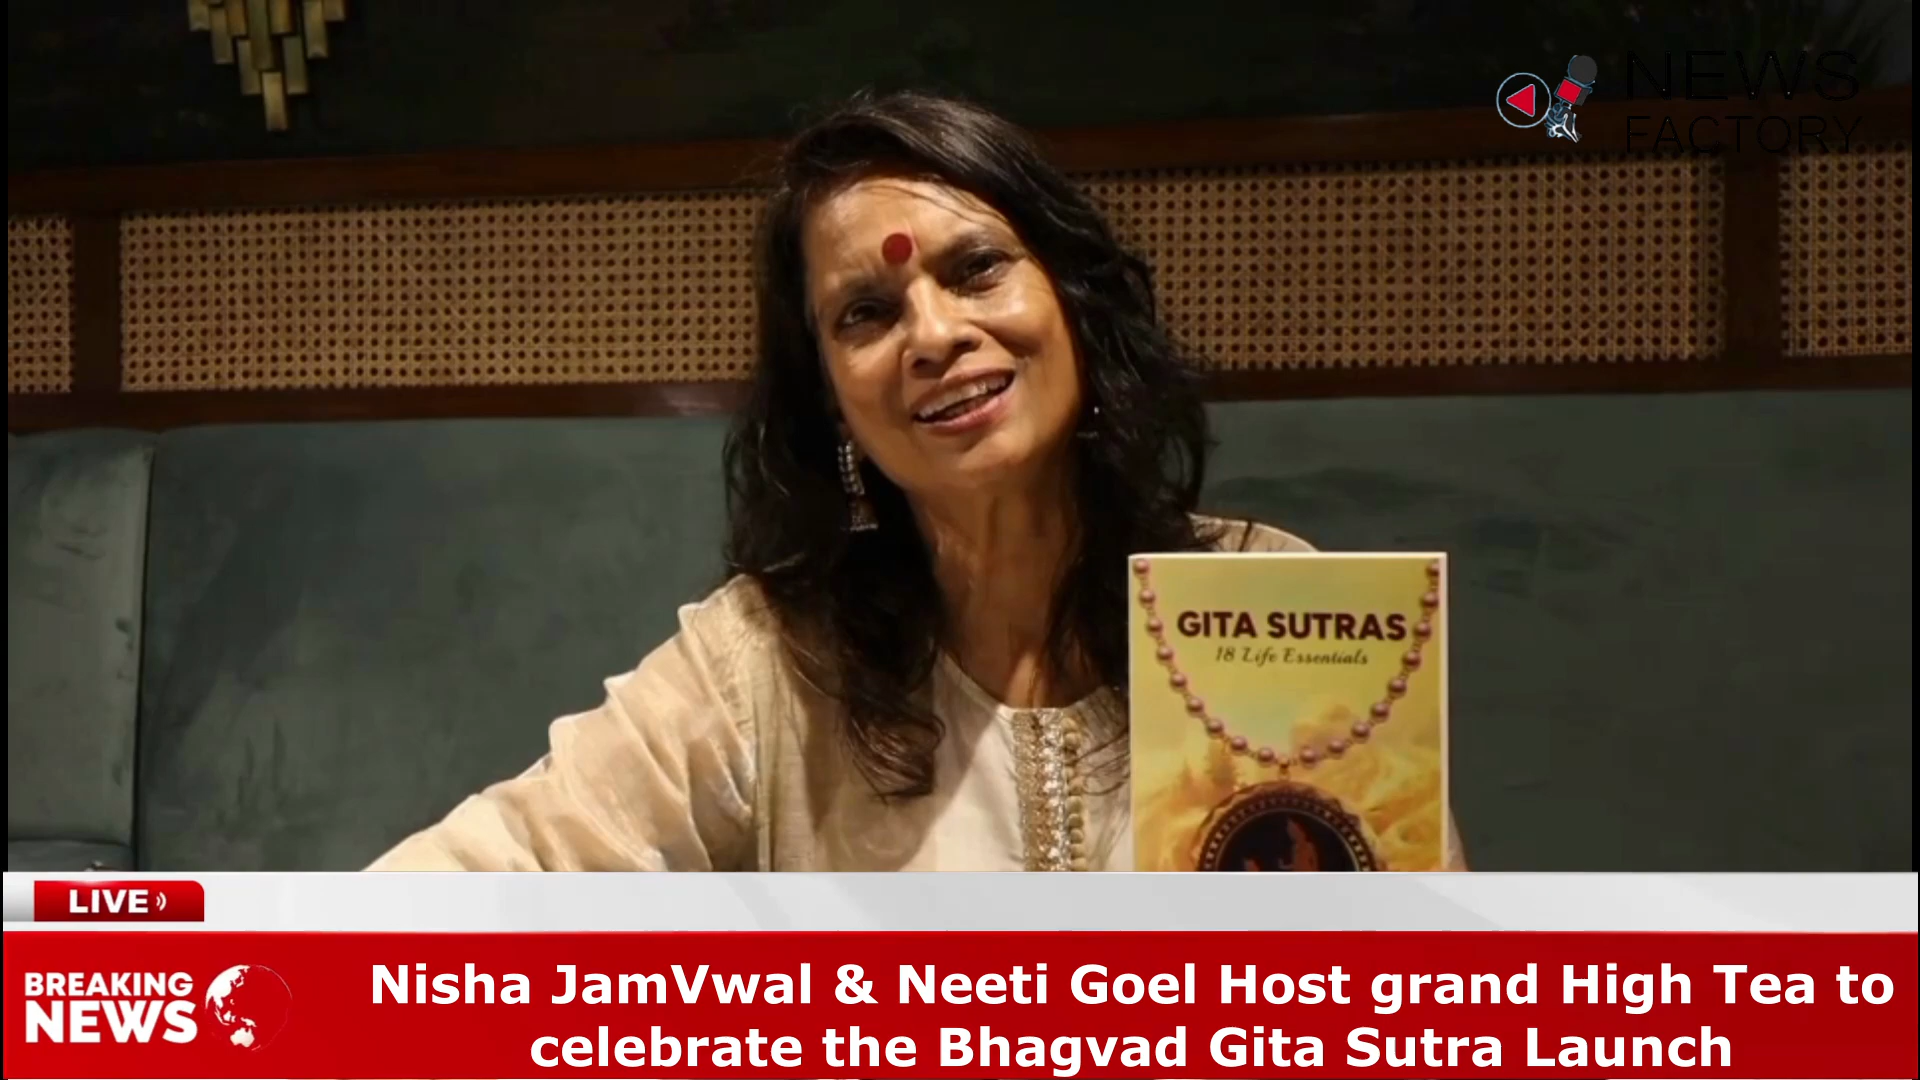 NEWS
FACTORY
GITA SUTRAS
18 Life Essentials
LIVE
BREAKING
NEWS
Nisha JamVwal & Neeti Goel Host grand High Tea to
celebrate the Bhagvad Gita Sutra Launch